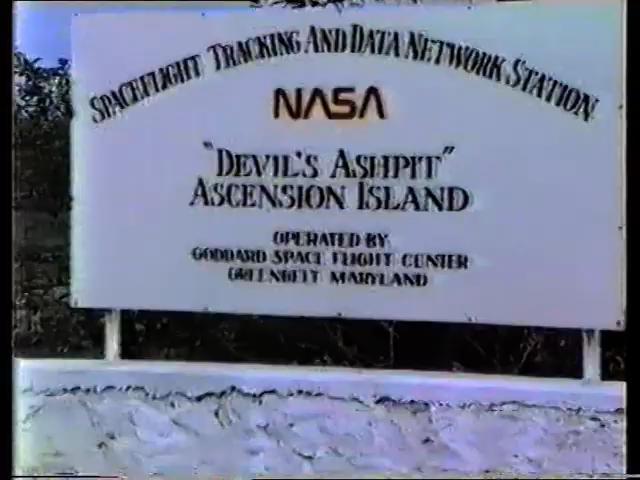 SPACEFLIGHT TRACKING AND DATA NETWORK STATION
NASA
"DEVIL'S ASHPIT"
ASCENSION ISLAND
OPERATED BY
GODDARD SPACE FLIGHT CENTER
GREENBELT MARYLAND